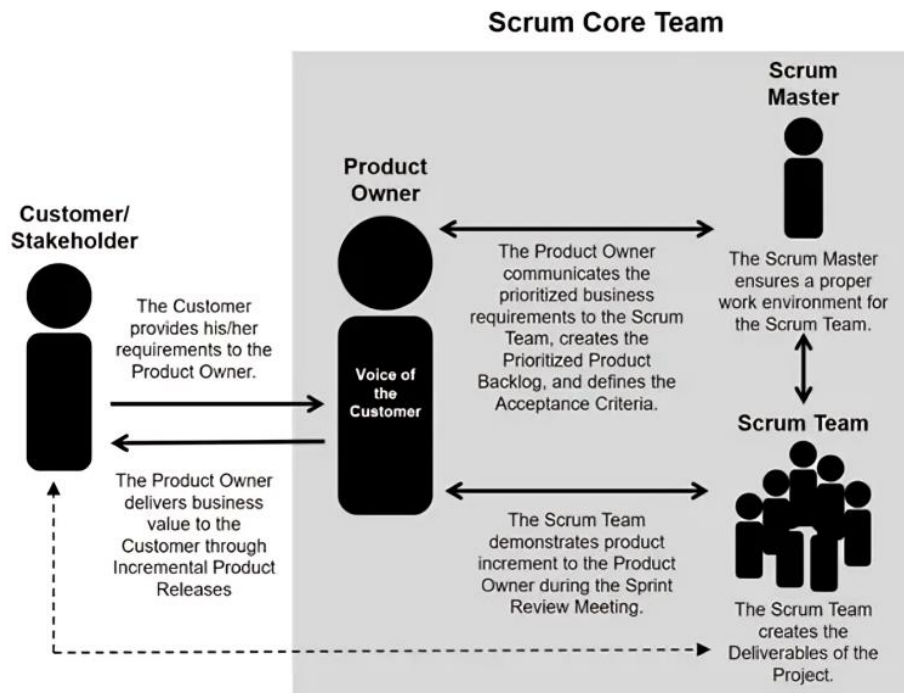 Scrum Core Team
Scrum
Master
Product
Owner
Customer/
Stakeholder
The Customer
provides his/her
requirements to the
Product Owner.
The Product Owner
communicates the
prioritized business
requirements to the Scrum
Team, creates the
Prioritized Product
Backlog, and defines the
Acceptance Criteria.
The Scrum Master
ensures a proper
work environment for
the Scrum Team.
Voice of
the
Customer
Scrum Team
The Product Owner
delivers business
value to the
Customer through
Incremental Product
Releases
The Scrum Team
demonstrates product
increment to the Product
Owner during the Sprint
Review Meeting.
The Scrum Team
creates the
Deliverables of the
Project.